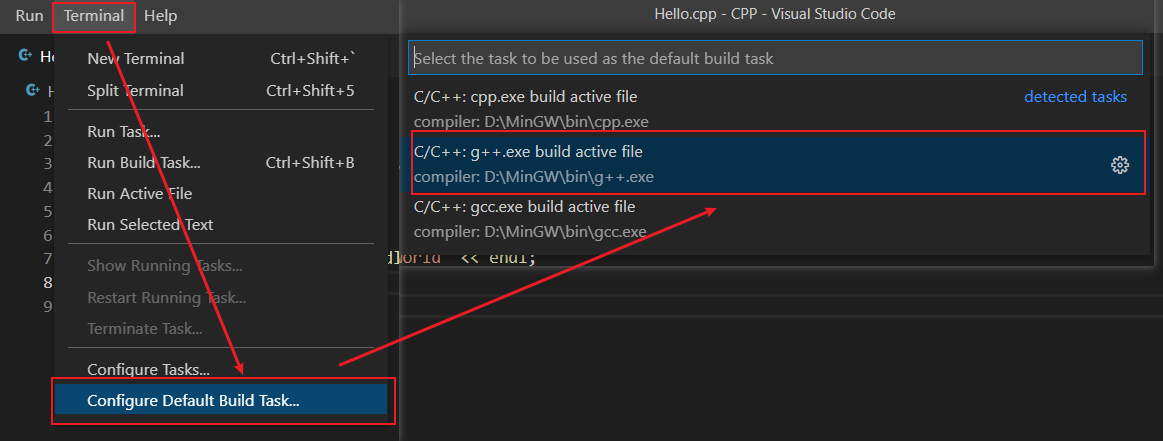 Run Terminal Help
New Terminal Ctrl+Shift+`
Split Terminal Ctrl+Shift+5
Run Task...
Run Build Task... Ctrl+Shift+B
Run Active File
Run Selected Text
Show Running Tasks...
Restart Running Task...
Terminate Task...
Configure Tasks...
Configure Default Build Task...
1
2
3
4
5
6
7
8
9
Hello.cpp - CPP - Visual Studio Code
Select the task to be used as the default build task
C/C++: cpp.exe build active file detected tasks
compiler: D:\MinGW\bin\cpp.exe
C/C++: g++.exe build active file
compiler: D:\MinGW\bin\g++.exe
C/C++: gcc.exe build active file
compiler: D:\MinGW\bin\gcc.exe
<< endl;